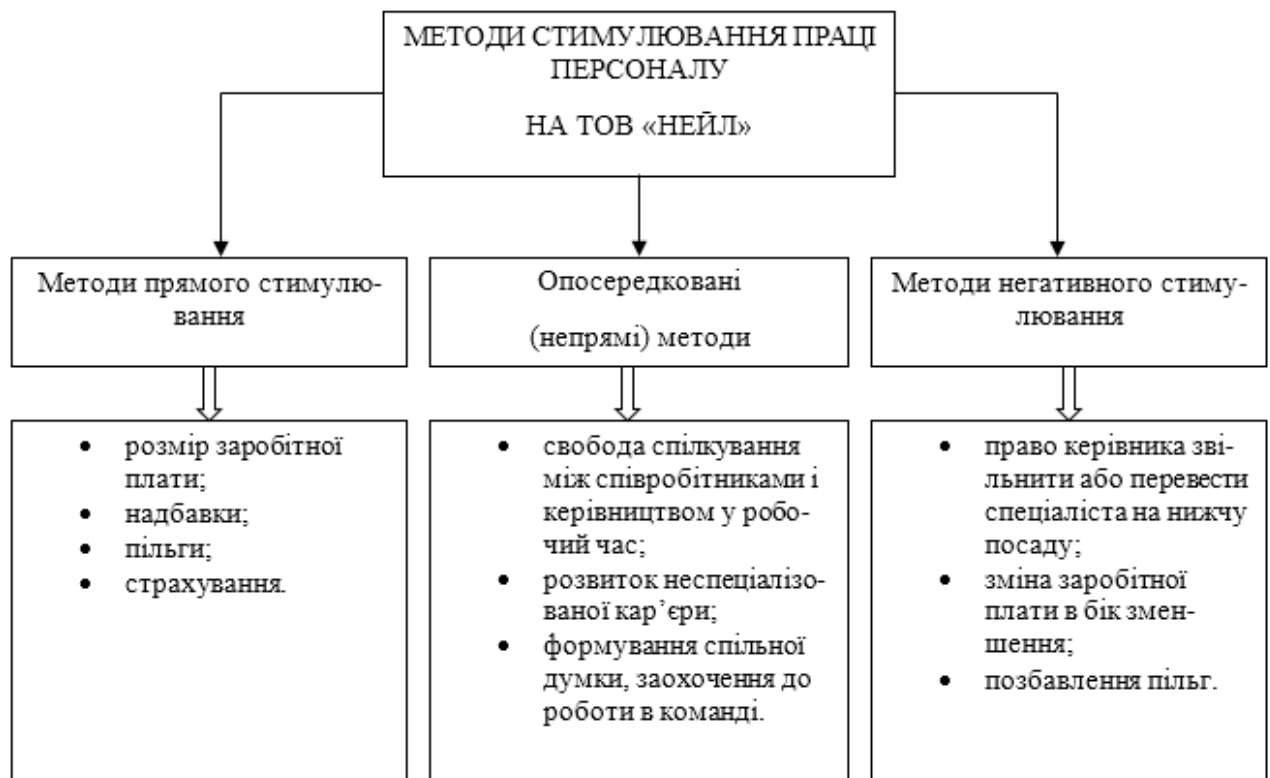 МЕТОДИ СТИМУЛЮВАННЯ ПРАЦІ
ПЕРСОНАЛУ
НА ТОВ «НЕЙЛ»
Методи прямого стимулю-
вання
Опосередковані
(непрямі) методи
Методи негативного стиму-
лювання
• розмір заробітної
плати;
• надбавки;
• пільги;
• страхування.
• свобода спілкування
між співробітниками і
керівництвом у робо-
чий час;
• розвиток неспеціалізо-
ваної кар’єри;
• формування спільної
думки, заохочення до
роботи в команді.
• право керівника зві-
льнити або перевести
спеціаліста на нижчу
посаду;
• зміна заробітної
плати в бік змен-
шення;
• позбавлення пільг.